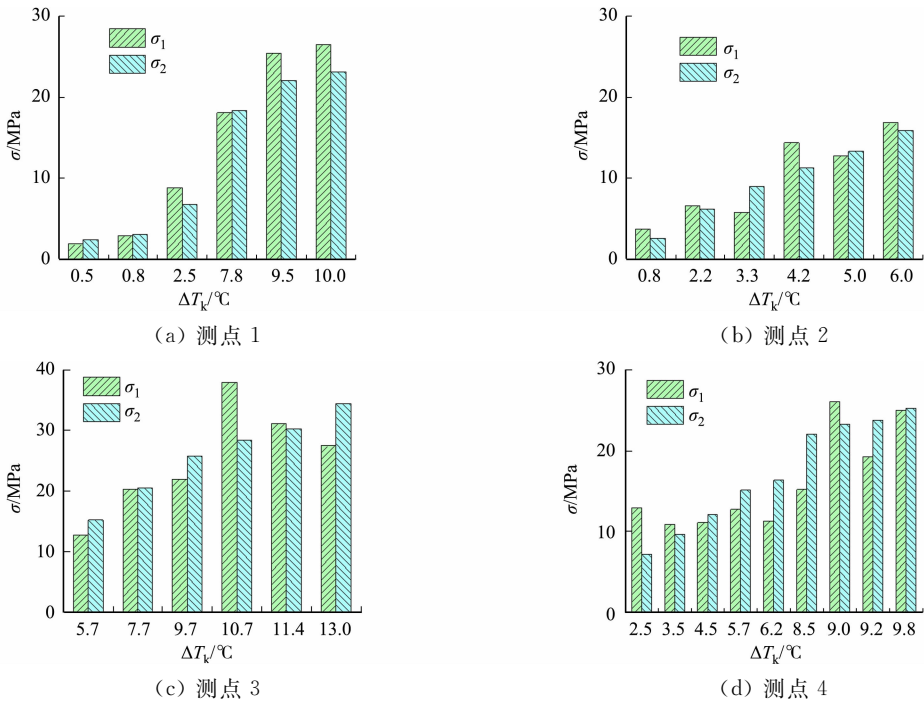 30
20
10
0
σ/MPa
σ₁
σ₂
0.5 0.8 2.5 7.8 9.5 10.0
ΔTₖ/℃
(a) 测点 1
30
20
10
0
σ/MPa
σ₁
σ₂
0.8 2.2 3.3 4.2 5.0 6.0
ΔTₖ/℃
(b) 测点 2
40
30
20
10
0
σ/MPa
σ₁
σ₂
5.7 7.7 9.7 10.7 11.4 13.0
ΔTₖ/℃
(c) 测点 3
30
20
10
0
σ/MPa
σ₁
σ₂
2.5 3.5 4.5 5.7 6.2 8.5 9.0 9.2 9.8
ΔTₖ/℃
(d) 测点 4